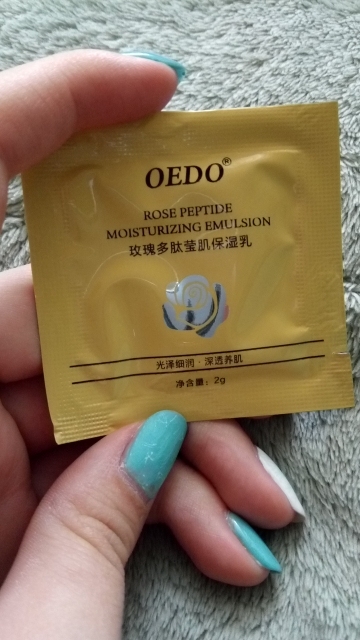 OEDO®
ROSE PEPTIDE
MOISTURIZING EMULSION
玫瑰多肽莹肌保湿乳
光泽细润·深透养肌
净含量：2g